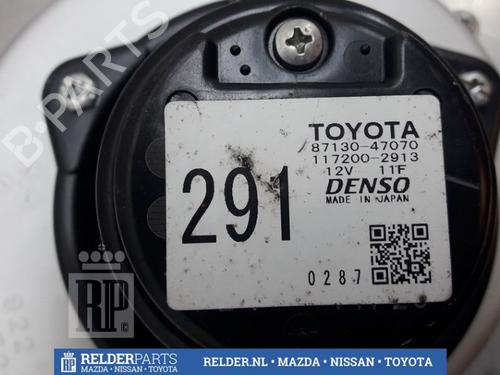 TOYOTA
87130-47070
117200-2913
12V 11F
DENSO
MADE IN JAPAN
291
0287
B-PARTS
RP
RELDERPARTS
MAZDA • NISSAN • TOYOTA
RELDER.NL • MAZDA • NISSAN • TOYOTA